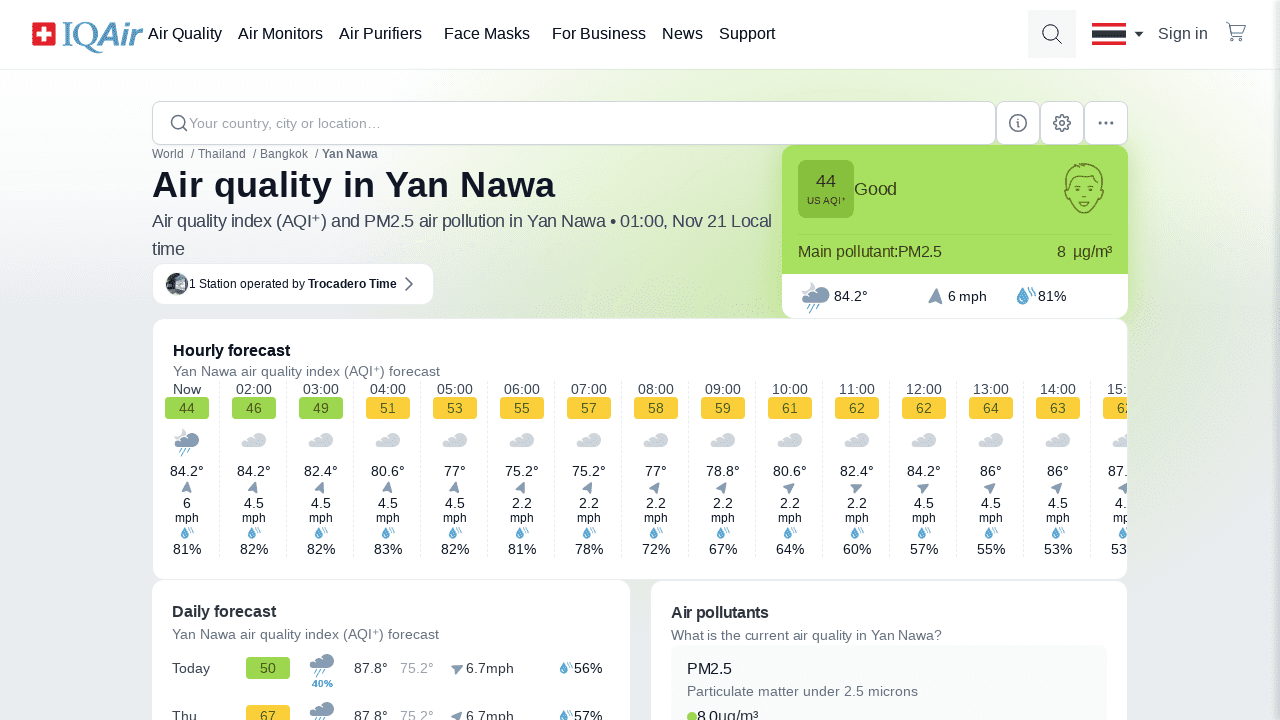 IQAir Air Quality Air Monitors Air Purifiers Face Masks For Business News Support Sign in
Your country, city or location...
World / Thailand / Bangkok / Yan Nawa
Air quality in Yan Nawa
Air quality index (AQI⁺) and PM2.5 air pollution in Yan Nawa • 01:00, Nov 21 Local
time
1 Station operated by Trocadero Time
44
US AQI⁺
Good
Main pollutant:PM2.5 8 µg/m³
84.2° 6 mph 81%
Hourly forecast
Yan Nawa air quality index (AQI⁺) forecast
Now 02:00 03:00 04:00 05:00 06:00 07:00 08:00 09:00 10:00 11:00 12:00 13:00 14:00
44 46 49 51 53 55 57 58 59 61 62 62 64 63
84.2° 84.2° 82.4° 80.6° 77° 75.2° 75.2° 77° 78.8° 80.6° 82.4° 84.2° 86° 86°
6 4.5 4.5 4.5 4.5 2.2 2.2 2.2 2.2 2.2 2.2 4.5 4.5 4.5
mph mph mph mph mph mph mph mph mph mph mph mph mph mph
81% 82% 82% 83% 82% 81% 78% 72% 67% 64% 60% 57% 55% 53%
Daily forecast
Yan Nawa air quality index (AQI⁺) forecast
Today 50 87.8° 75.2° 6.7mph 56%
40%
Thu 67 87.8° 75.2° 6.7mph 57%
Air pollutants
What is the current air quality in Yan Nawa?
PM2.5
Particulate matter under 2.5 microns
8.0µg/m³